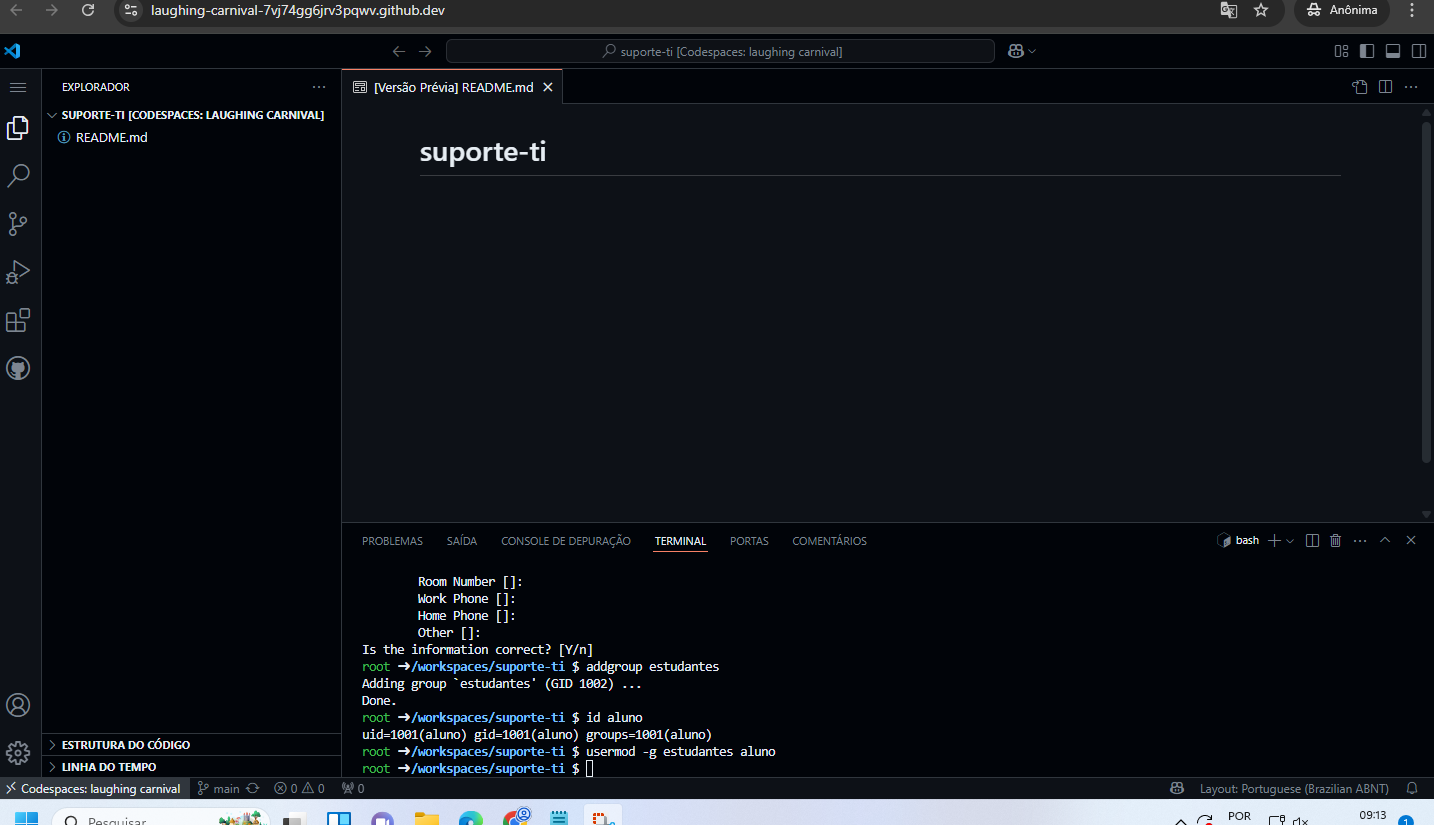 laughing-carnival-7vj74gg6jrv3pqwv.github.dev
Anônima
suporte-ti [Codespaces: laughing carnival]
EXPLORADOR
[Versão Prévia] README.md
SUPORTE-TI [CODESPACES: LAUGHING CARNIVAL]
README.md
suporte-ti
PROBLEMAS SAÍDA CONSOLE DE DEPURAÇÃO TERMINAL PORTAS COMENTÁRIOS
bash
Room Number []:
Work Phone []:
Home Phone []:
Other []:
Is the information correct? [Y/n]
root ➜/workspaces/suporte-ti $ addgroup estudantes
Adding group `estudantes' (GID 1002) ...
Done.
root ➜/workspaces/suporte-ti $ id aluno
uid=1001(aluno) gid=1001(aluno) groups=1001(aluno)
root ➜/workspaces/suporte-ti $ usermod -g estudantes aluno
root ➜/workspaces/suporte-ti $
ESTRUTURA DO CÓDIGO
LINHA DO TEMPO
Codespaces: laughing carnival main 0 0 0 Layout: Portuguese (Brazilian ABNT)
Pesquisar
POR
09:13
1